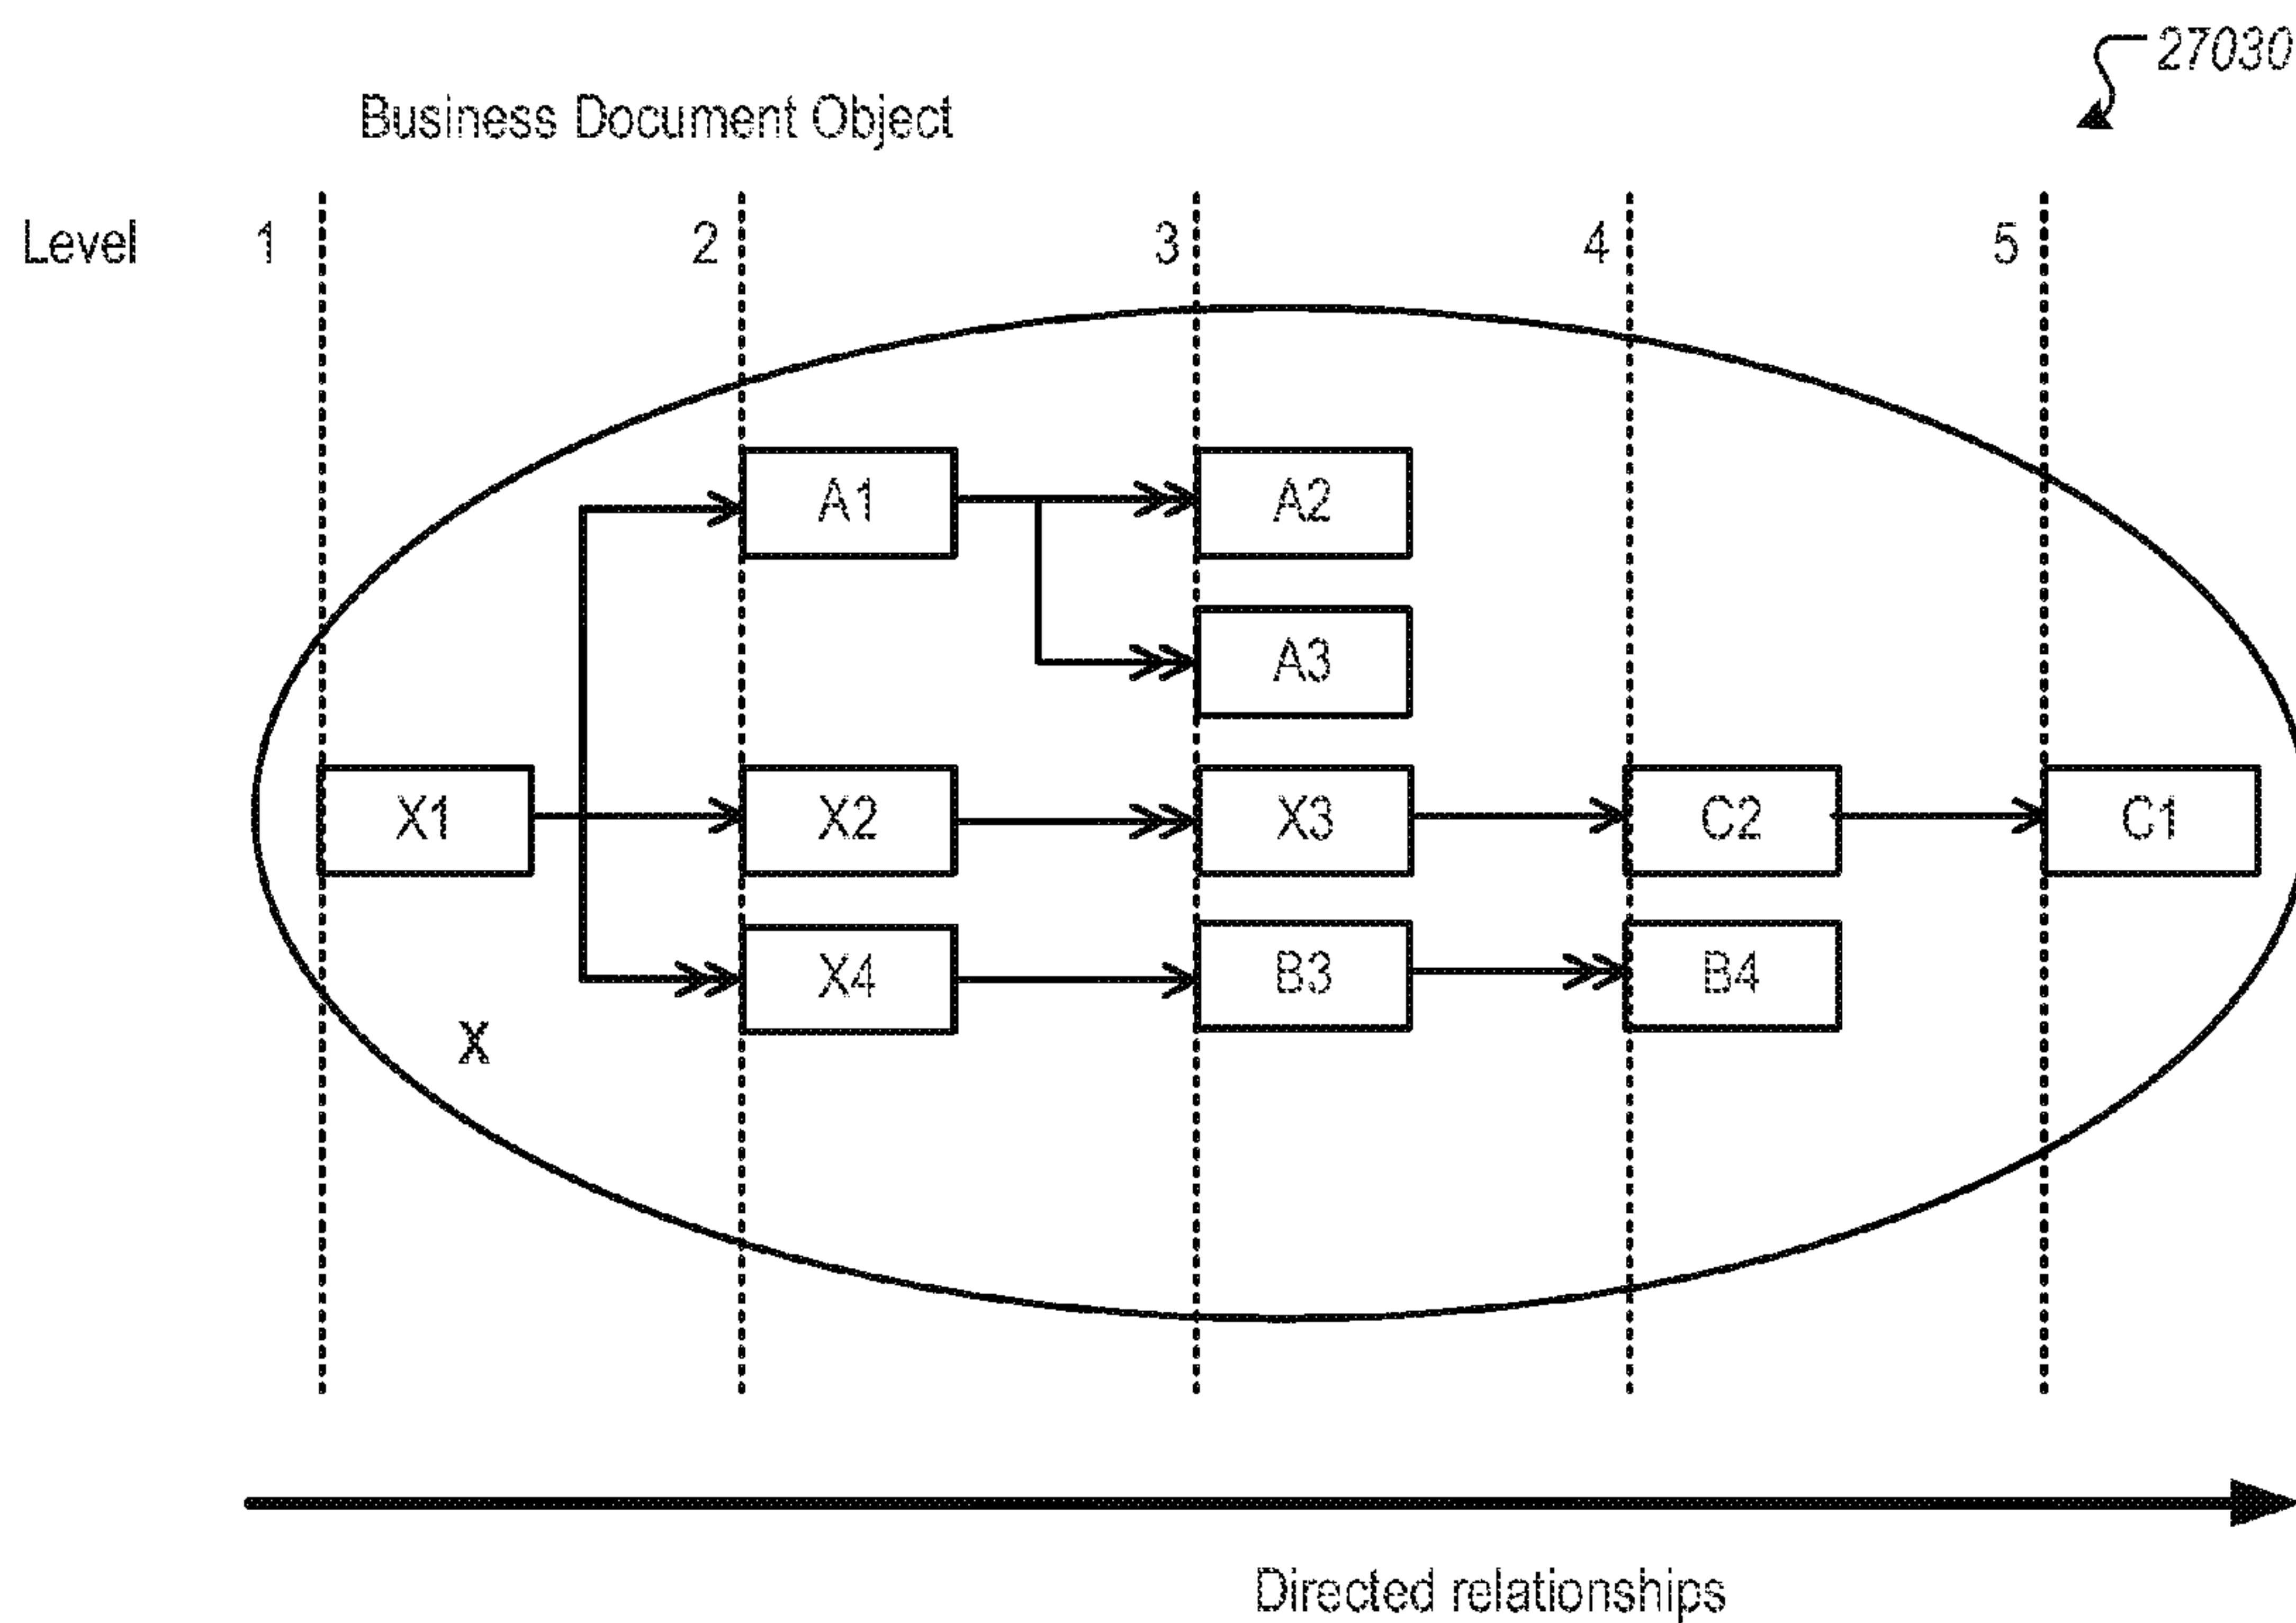 27030
Business Document Object
Level 1 2 3 4 5
A1 A2
A3
X1 X2 X3 C2 C1
X4 B3 B4
X
Directed relationships